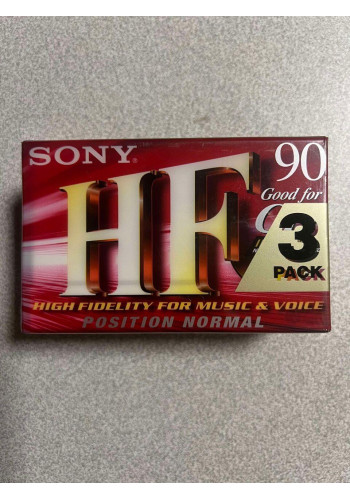 SONY
90
Good for
HF
3
PACK
HIGH FIDELITY FOR MUSIC & VOICE
POSITION NORMAL